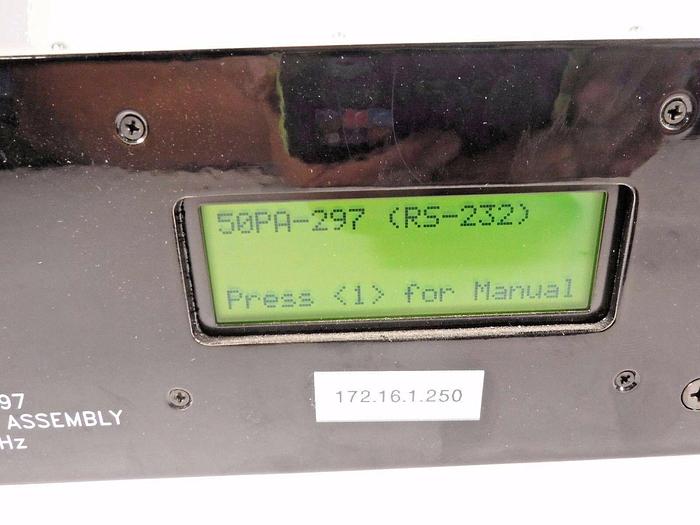 50PA-297 (RS-232)
Press <1> for Manual
172.16.1.250
97
ASSEMBLY
Hz